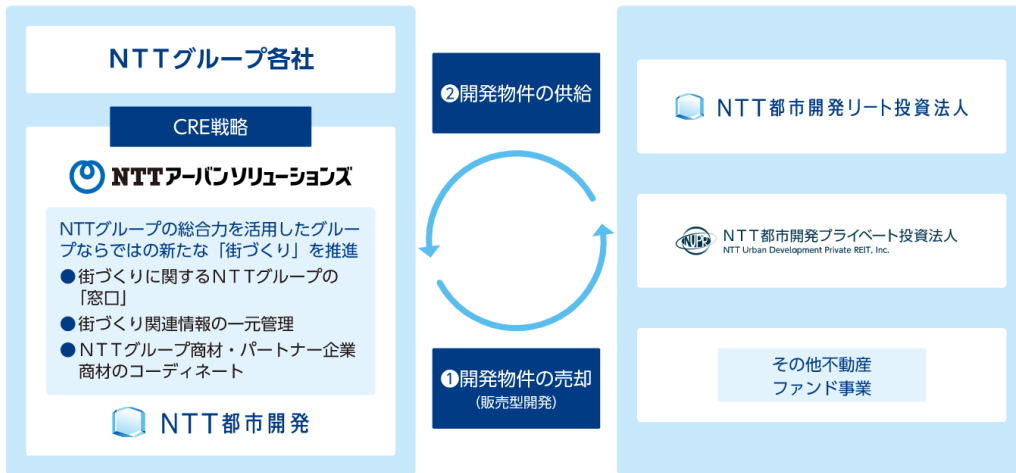 NTTグループ各社
CRE戦略
NTTアーバンソリューションズ
NTTグループの総合力を活用したグルー
プならではの新たな「街づくり」を推進
●街づくりに関するNTTグループの
「窓口」
●街づくり関連情報の一元管理
●NTTグループ商材・パートナー企業
商材のコーディネート
NTT都市開発
❷開発物件の供給
❶開発物件の売却
(販売型開発)
NTT都市開発リート投資法人
NUPR
NTT都市開発プライベート投資法人
NTT Urban Development Private REIT, Inc.
その他不動産
ファンド事業